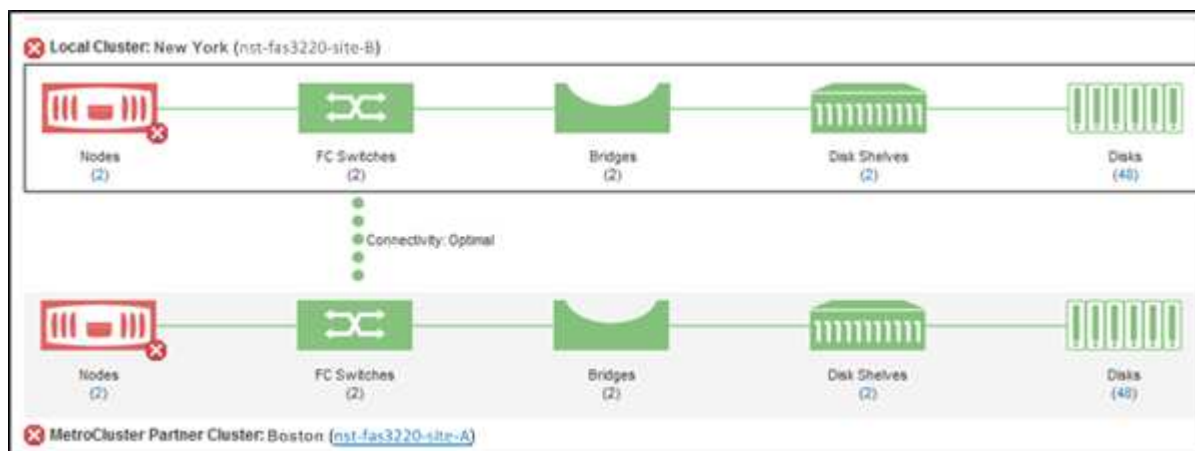 Local Cluster: New York (nst-fas3220-site-B)
Nodes FC Switches Bridges Disk Shelves Disks
(2) (2) (2) (2) (48)
Connectivity: Optimal
Nodes FC Switches Bridges Disk Shelves Disks
(2) (2) (2) (2) (48)
MetroCluster Partner Cluster: Boston (nst-fas3220-site-A)